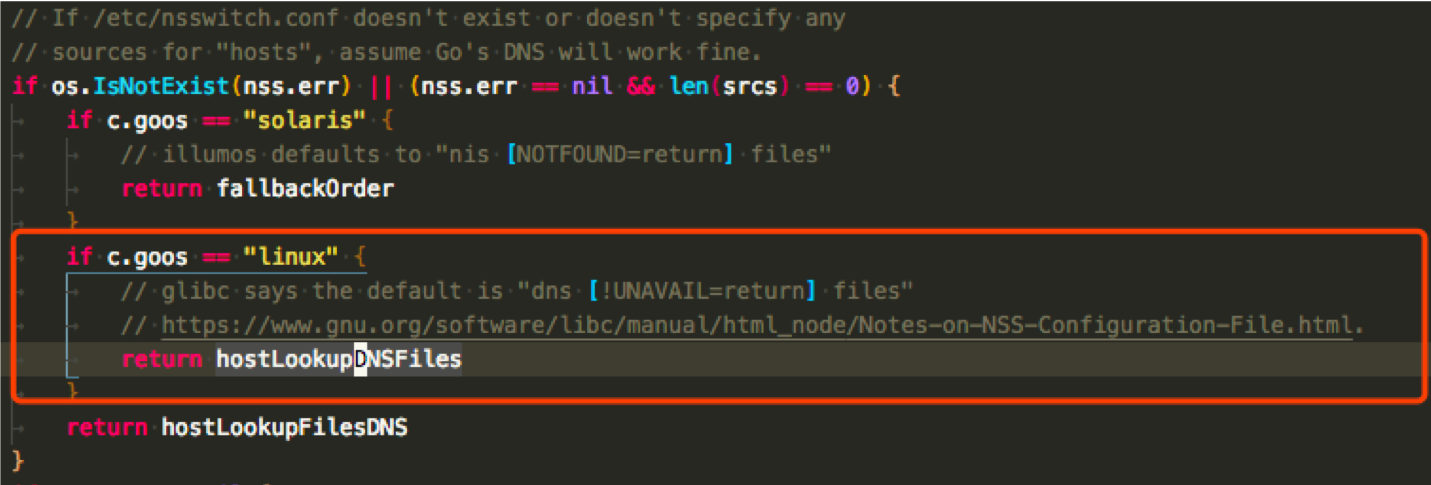 // If /etc/nsswitch.conf doesn't exist or doesn't specify any
// sources for "hosts", assume Go's DNS will work fine.
if os.IsNotExist(nss.err) || (nss.err == nil && len(srcs) == 0) {
if c.goos == "solaris" {
// illumos defaults to "nis [NOTFOUND=return] files"
return fallbackOrder
}
if c.goos == "linux" {
// glibc says the default is "dns [!UNAVAIL=return] files"
// https://www.gnu.org/software/libc/manual/html_node/Notes-on-NSS-Configuration-File.html.
return hostLookupDNSFiles
}
return hostLookupFilesDNS
}